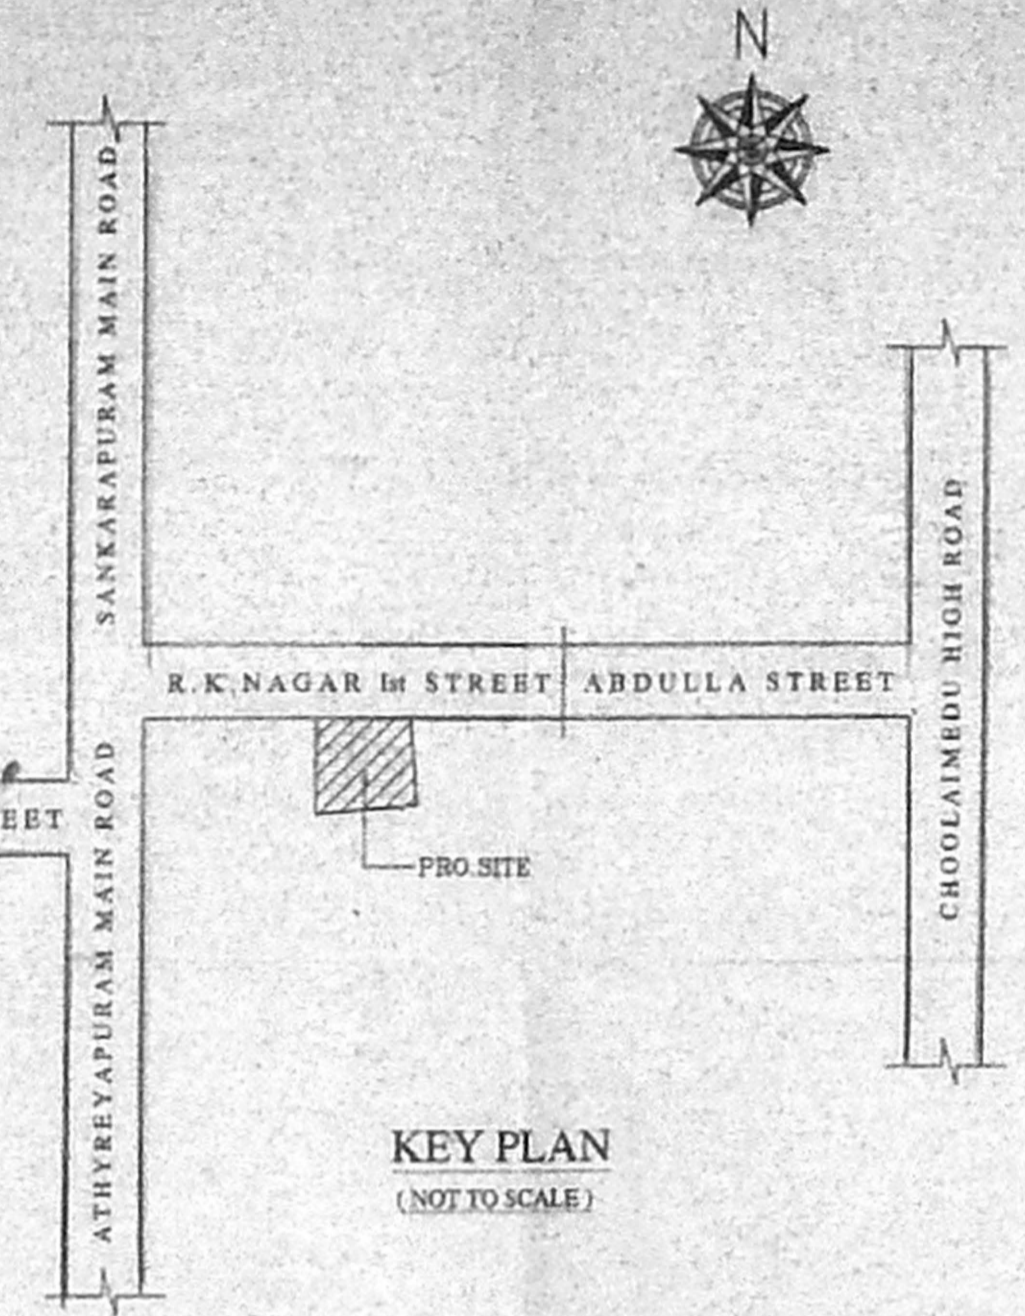 N
SANKARAPURAM MAIN ROAD
R.K.NAGAR Ist STREET
ABDULLA STREET
CHOOLAIMEDU HIGH ROAD
EET
ATHYREYAPURAM MAIN ROAD
PRO.SITE
KEY PLAN
(NOT TO SCALE)